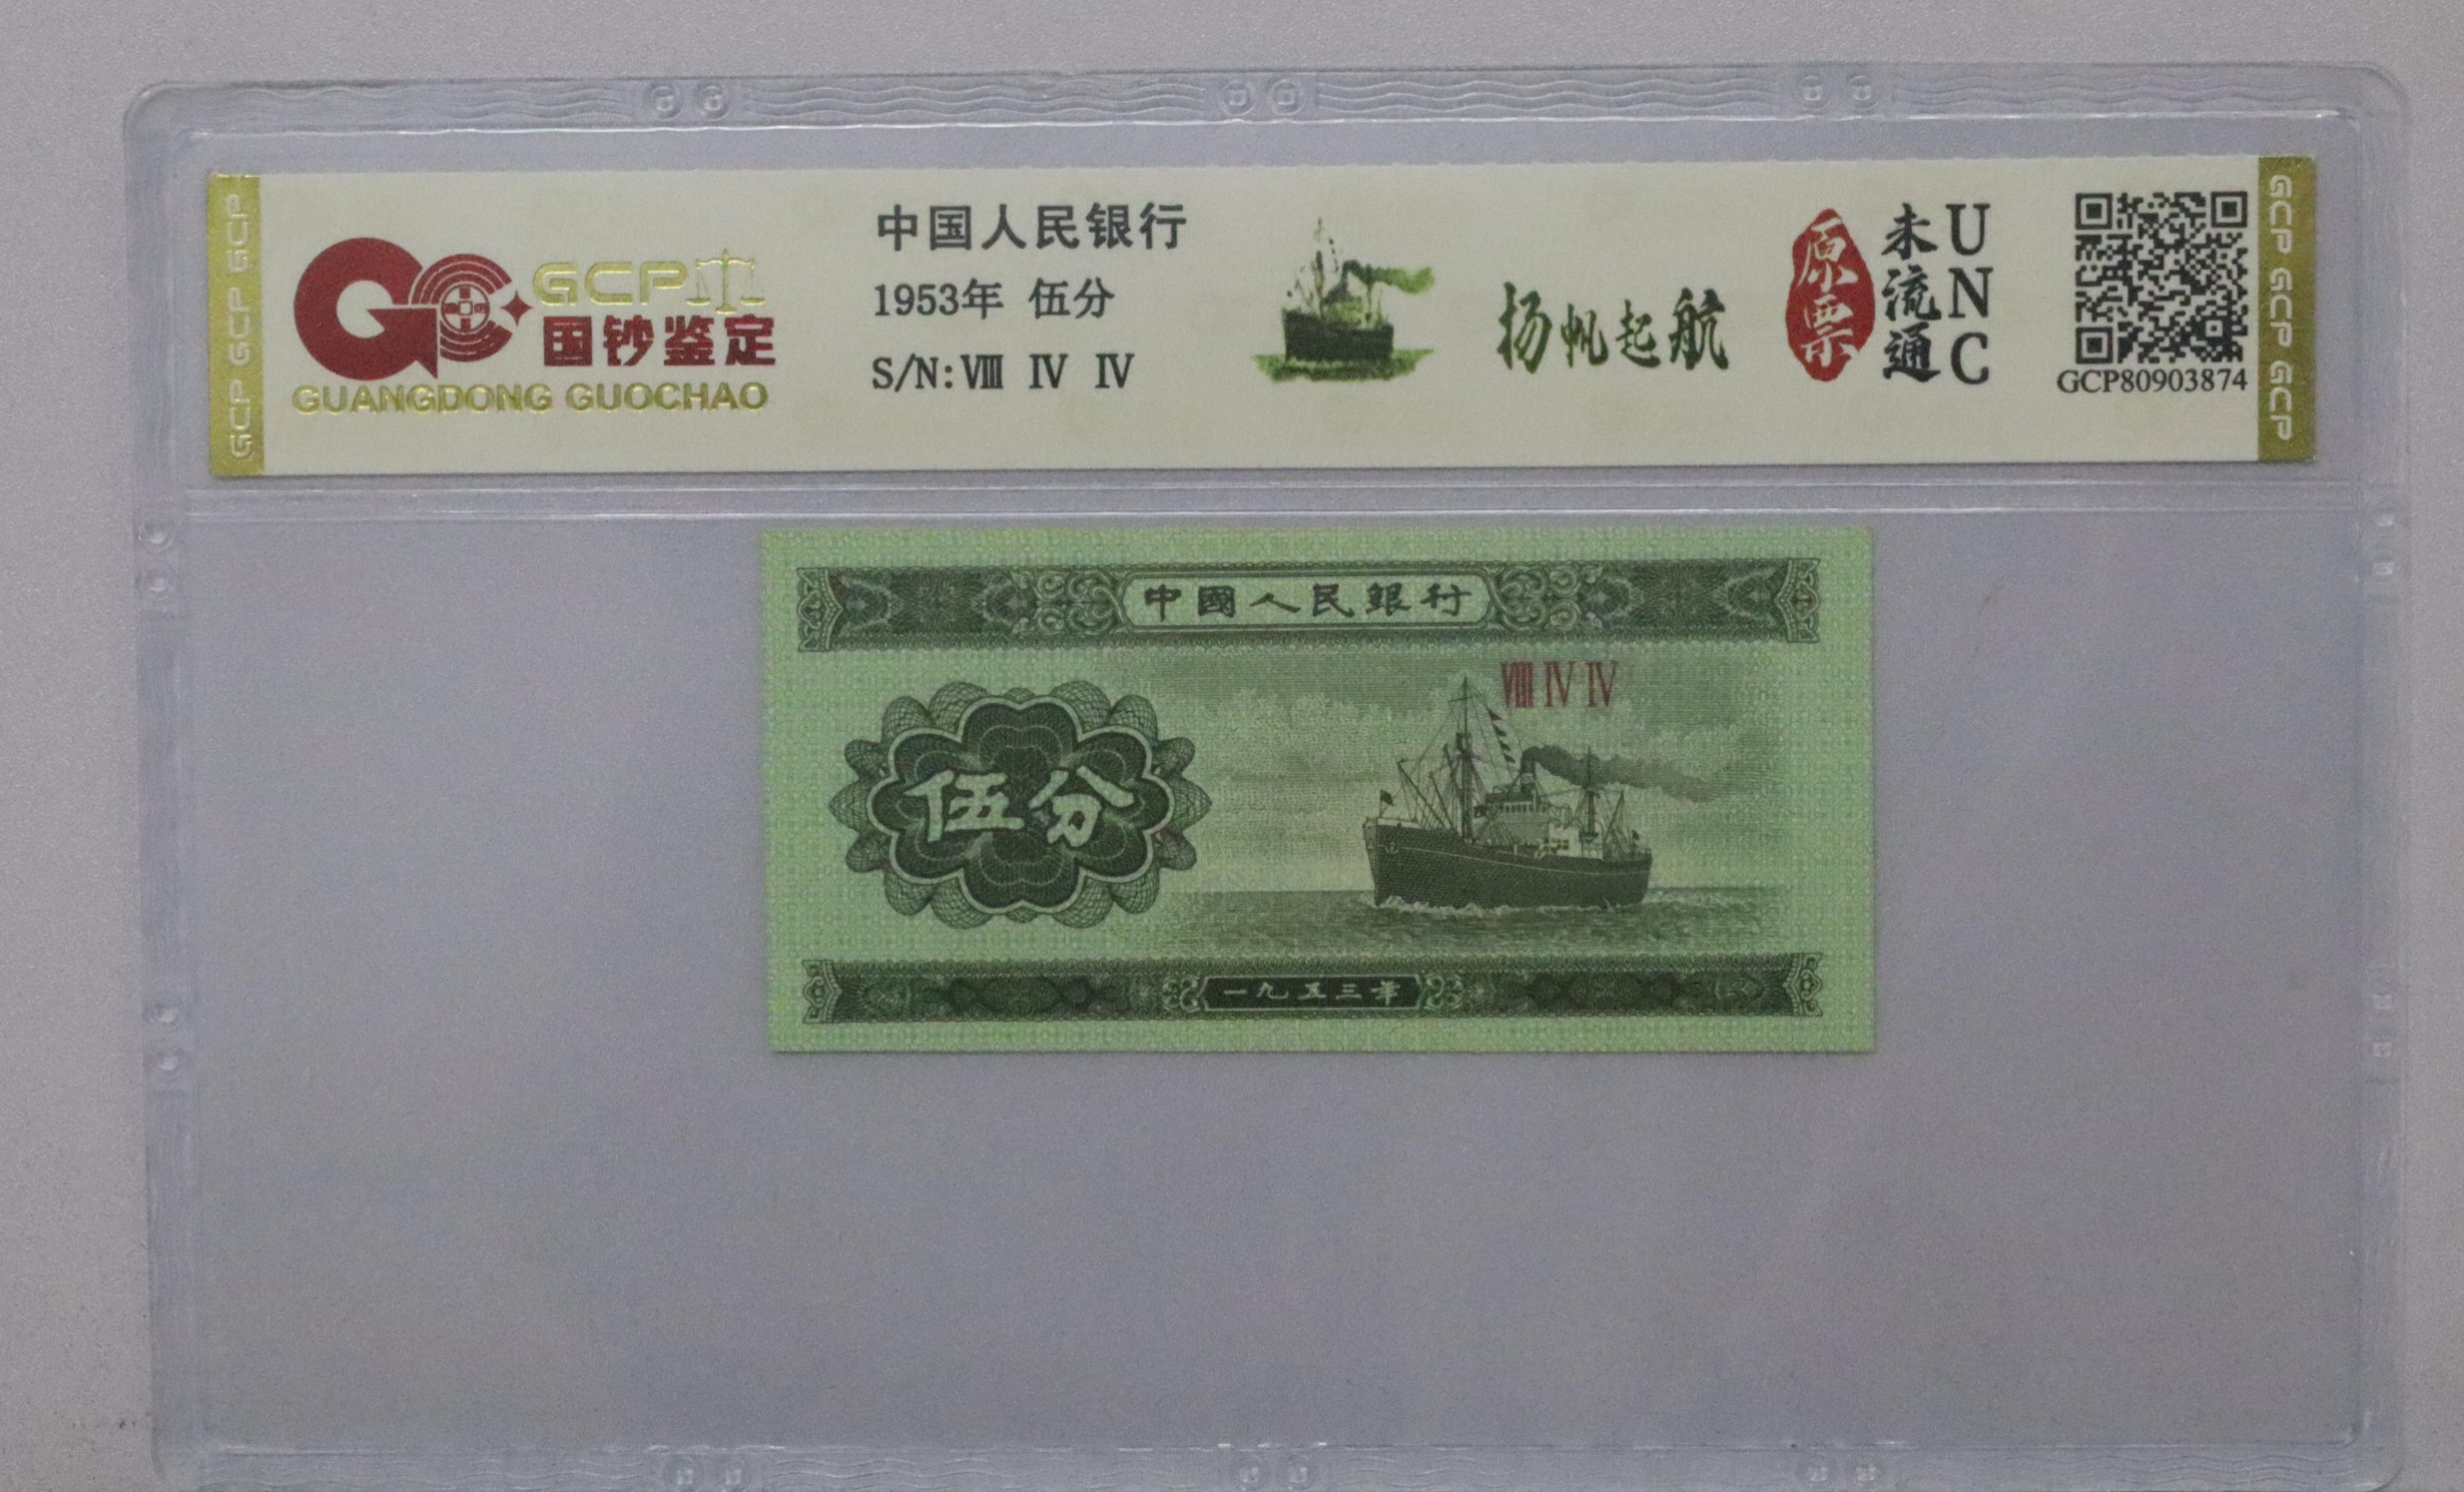 GCP GCP GCP
GCP
国钞鉴定
GUANGDONG GUOCHAO
中国人民银行
1953年 伍分
S/N:Ⅷ Ⅳ Ⅳ
扬帆起航
原票
未流通
UNC
GCP80903874
GCP GCP GCP
中國人民銀行
Ⅷ Ⅳ Ⅳ
伍分
一九五三年